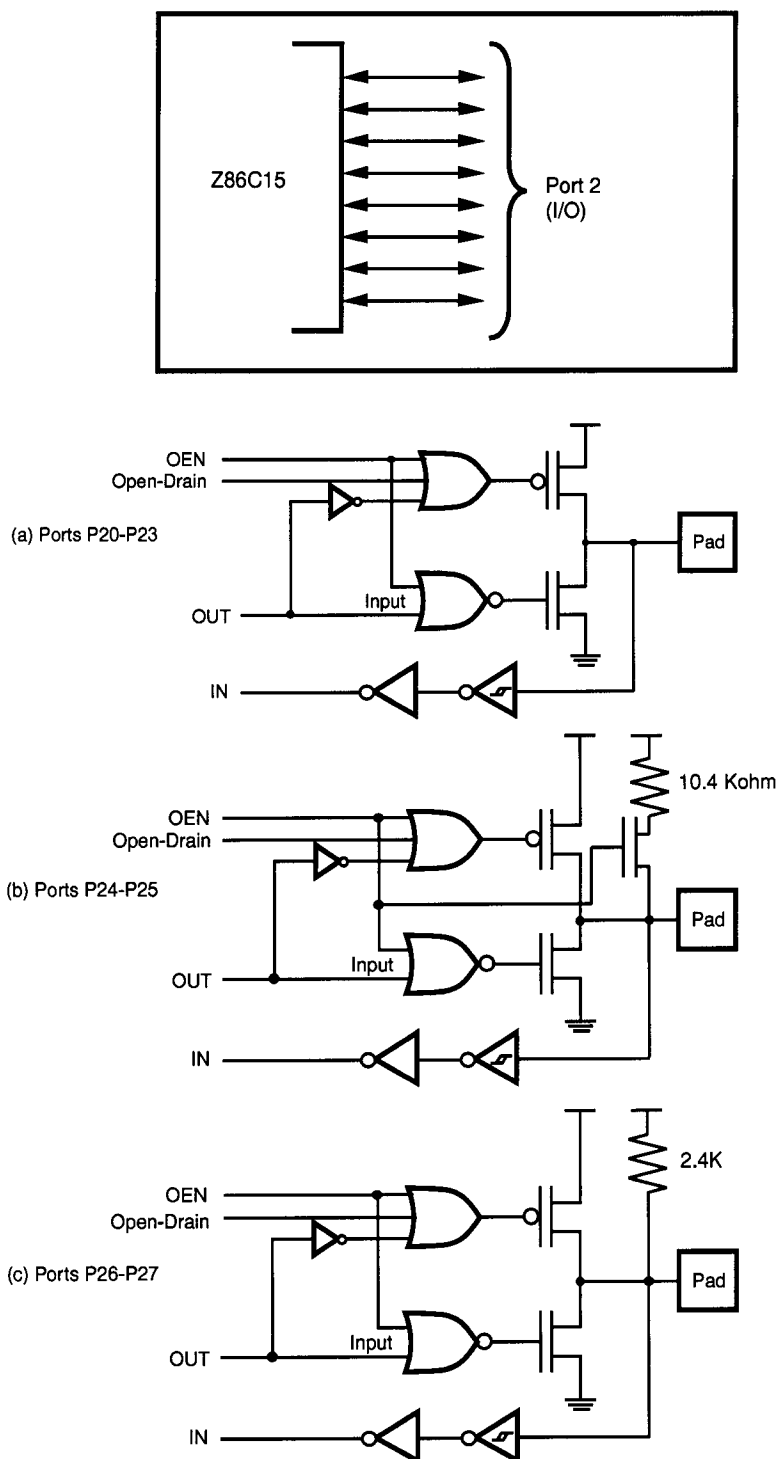 Z86C15
Port 2
(I/O)
OEN
Open-Drain
(a) Ports P20-P23
Pad
Input
OUT
IN
10.4 Kohm
OEN
Open-Drain
(b) Ports P24-P25
Pad
Input
OUT
IN
2.4K
OEN
Open-Drain
(c) Ports P26-P27
Pad
Input
OUT
IN